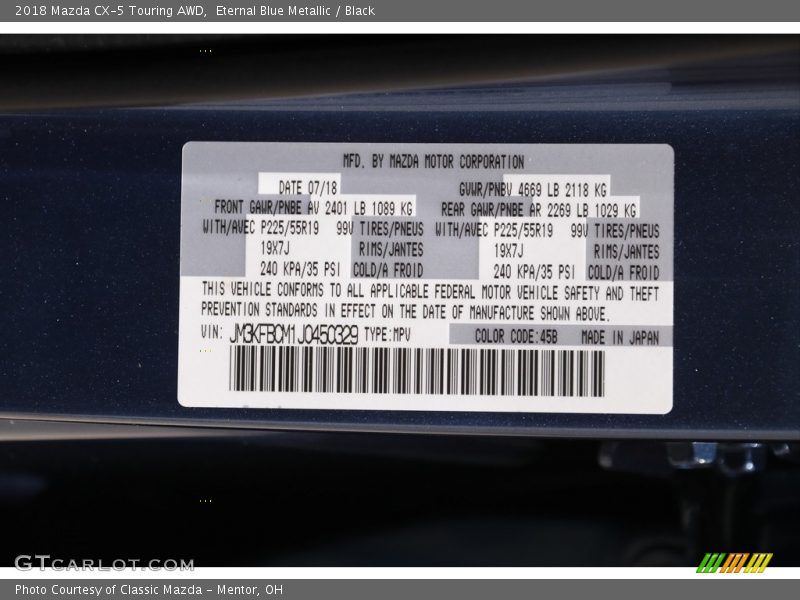 2018 Mazda CX-5 Touring AWD, Eternal Blue Metallic / Black
MFD. BY MAZDA MOTOR CORPORATION
DATE 07/18 GVWR/PNBV 4669 LB 2118 KG
FRONT GAWR/PNBE AV 2401 LB 1089 KG REAR GAWR/PNBE AR 2269 LB 1029 KG
WITH/AVEC P225/55R19 99V TIRES/PNEUS WITH/AVEC P225/55R19 99V TIRES/PNEUS
19X7J RIMS/JANTES 19X7J RIMS/JANTES
240 KPA/35 PSI COLD/A FROID 240 KPA/35 PSI COLD/A FROID
THIS VEHICLE CONFORMS TO ALL APPLICABLE FEDERAL MOTOR VEHICLE SAFETY AND THEFT
PREVENTION STANDARDS IN EFFECT ON THE DATE OF MANUFACTURE SHOWN ABOVE.
VIN: JM3KFBCM1J0450329 TYPE:MPV COLOR CODE:45B MADE IN JAPAN
GTCARLOT.COM
Photo Courtesy of Classic Mazda - Mentor, OH